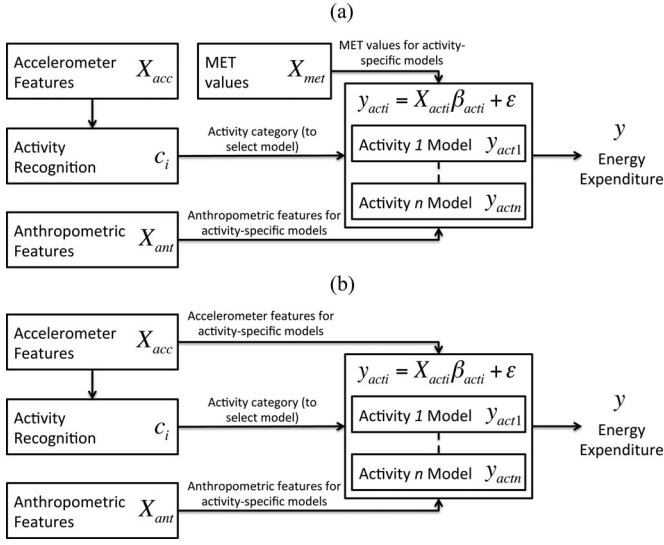 (a)
Accelerometer
Features
X_acc
MET
values
X_met
MET values for activity-
specific models
Activity
Recognition
c_i
Activity category (to
select model)
Anthropometric
Features
X_ant
Anthropometric features for
activity-specific models
y_acti = X_acti β_acti + ε
Activity 1 Model y_act1
Activity n Model y_actn
y
Energy
Expenditure
(b)
Accelerometer
Features
X_acc
Accelerometer features for
activity-specific models
Activity
Recognition
c_i
Activity category (to
select model)
Anthropometric
Features
X_ant
Anthropometric features for
activity-specific models
y_acti = X_acti β_acti + ε
Activity 1 Model y_act1
Activity n Model y_actn
y
Energy
Expenditure